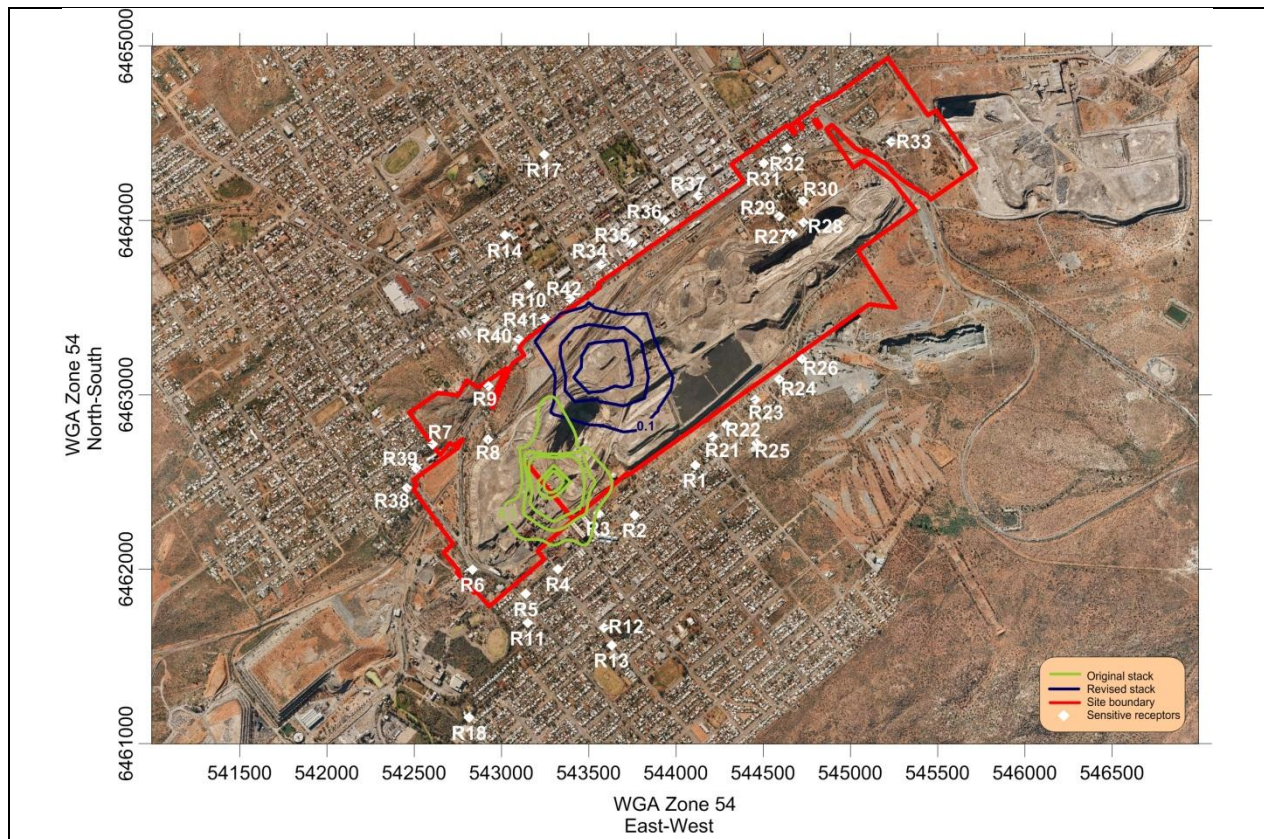 6465000
6464000
6463000
6462000
6461000
WGA Zone 54
North-South
R33
R32
R31
R17
R37
R30
R29
R36
R28
R27
R35
R14
R34
R10
R42
R41
R40
R26
R24
R9
R23
R22
0.1
R7
R8
R21
R25
R39
R1
R38
R3
R2
R6
R4
R5
R11
R12
R13
R18
Original stack
Revised stack
Site boundary
Sensitive receptors
541500 542000 542500 543000 543500 544000 544500 545000 545500 546000 546500
WGA Zone 54
East-West